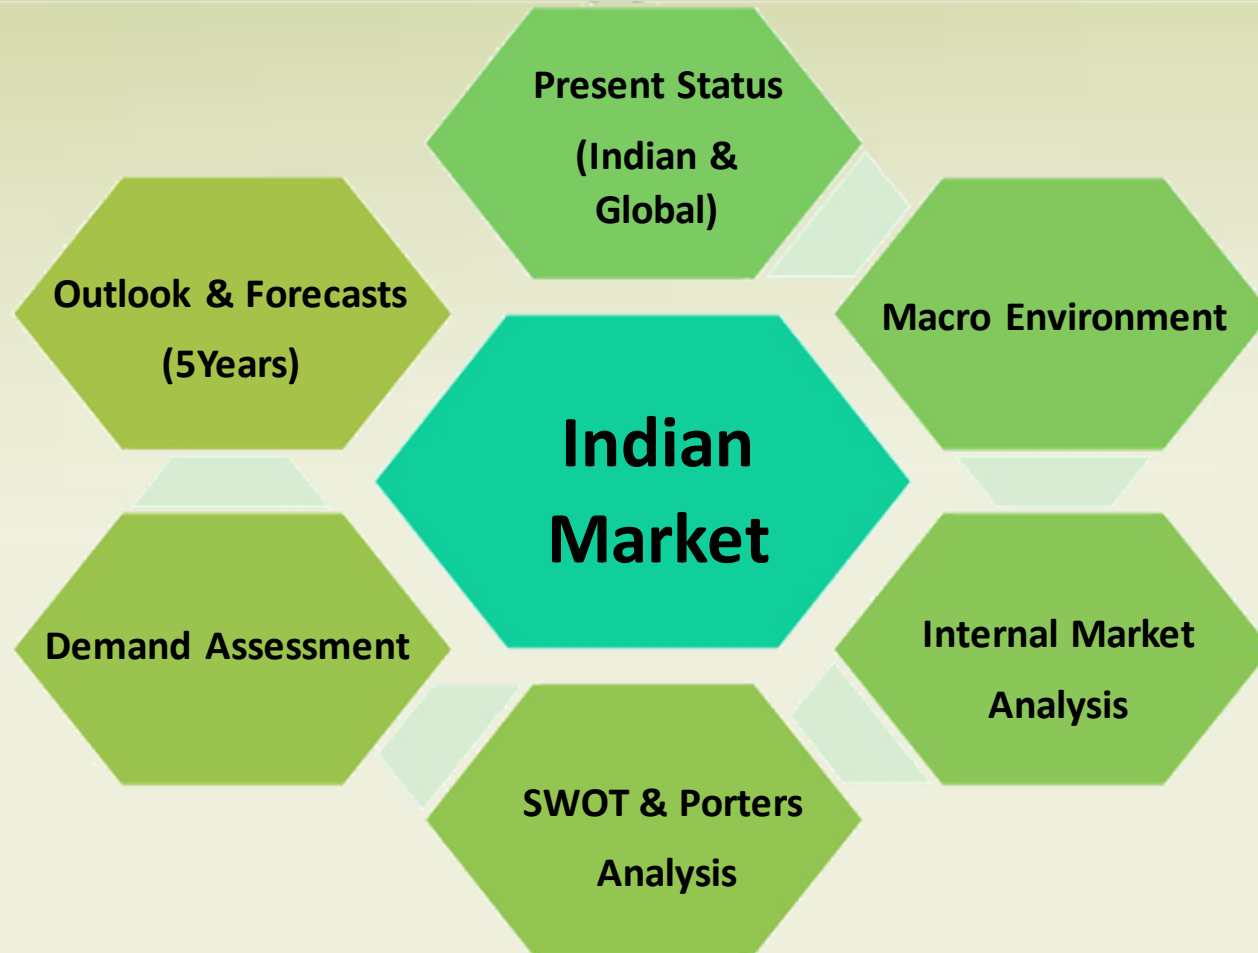 Present Status
(Indian &
Global)
Macro Environment
Internal Market
Analysis
SWOT & Porters
Analysis
Demand Assessment
Outlook & Forecasts
(5Years)
Indian
Market